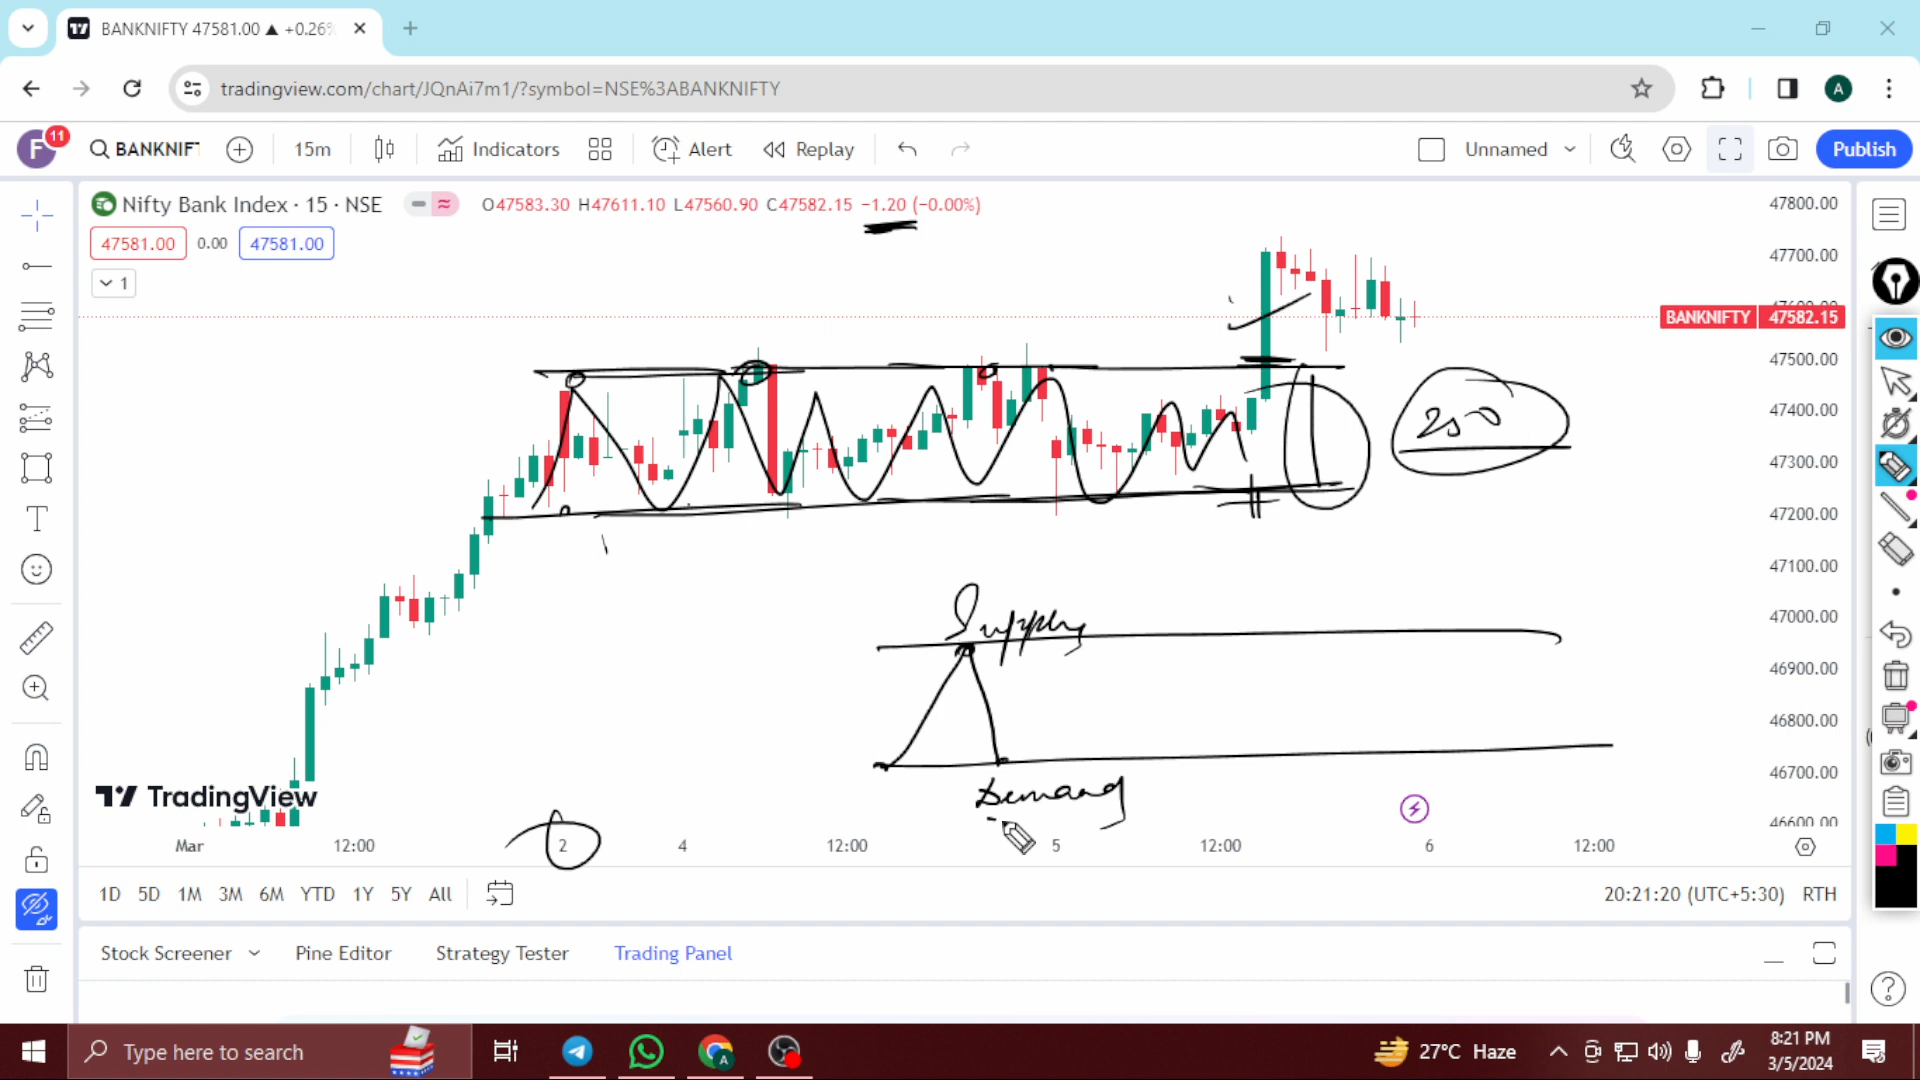 BANKNIFTY 47581.00 ▲ +0.26%
tradingview.com/chart/JQnAi7m1/?symbol=NSE%3ABANKNIFTY
A
F 11 BANKNIFT 15m Indicators Alert Replay Unnamed Publish
Nifty Bank Index · 15 · NSE O47583.30 H47611.10 L47560.90 C47582.15 −1.20 (−0.00%)
47581.00 0.00 47581.00
1
47800.00
47700.00
47600.00
BANKNIFTY 47582.15
47500.00
47400.00
250
47300.00
47200.00
47100.00
47000.00
Supply
46900.00
46800.00
46700.00
Demand
TradingView
46600.00
Mar 12:00 2 4 12:00 5 12:00 6 12:00
1D 5D 1M 3M 6M YTD 1Y 5Y All 20:21:20 (UTC+5:30) RTH
Stock Screener Pine Editor Strategy Tester Trading Panel
Type here to search A 27°C Haze 8:21 PM
3/5/2024